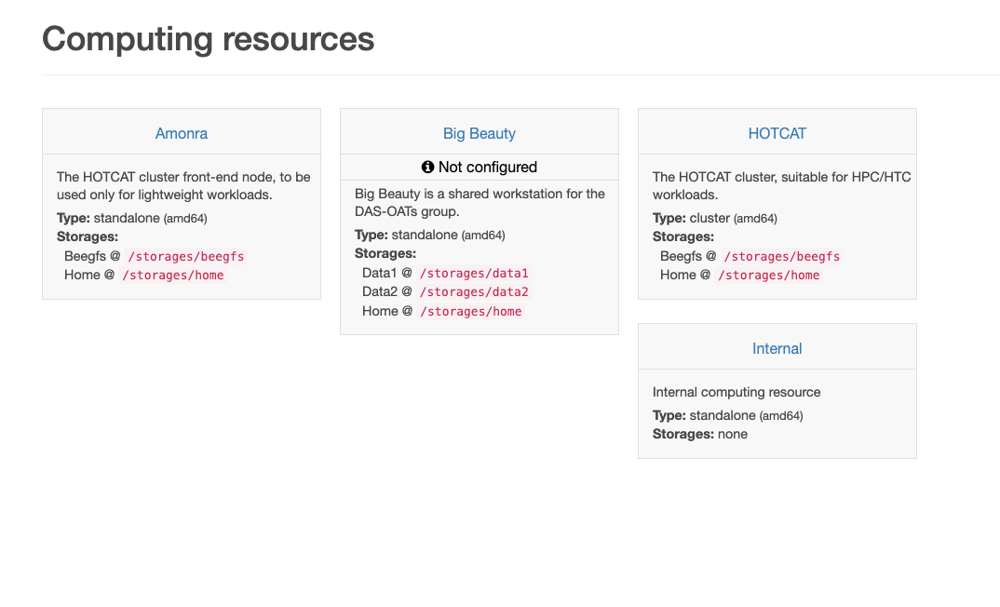 Computing resources
Amonra
The HOTCAT cluster front-end node, to be
used only for lightweight workloads.
Type: standalone (amd64)
Storages:
Beegfs @ /storages/beegfs
Home @ /storages/home
Big Beauty
Not configured
Big Beauty is a shared workstation for the
DAS-OATs group.
Type: standalone (amd64)
Storages:
Data1 @ /storages/data1
Data2 @ /storages/data2
Home @ /storages/home
HOTCAT
The HOTCAT cluster, suitable for HPC/HTC
workloads.
Type: cluster (amd64)
Storages:
Beegfs @ /storages/beegfs
Home @ /storages/home
Internal
Internal computing resource
Type: standalone (amd64)
Storages: none